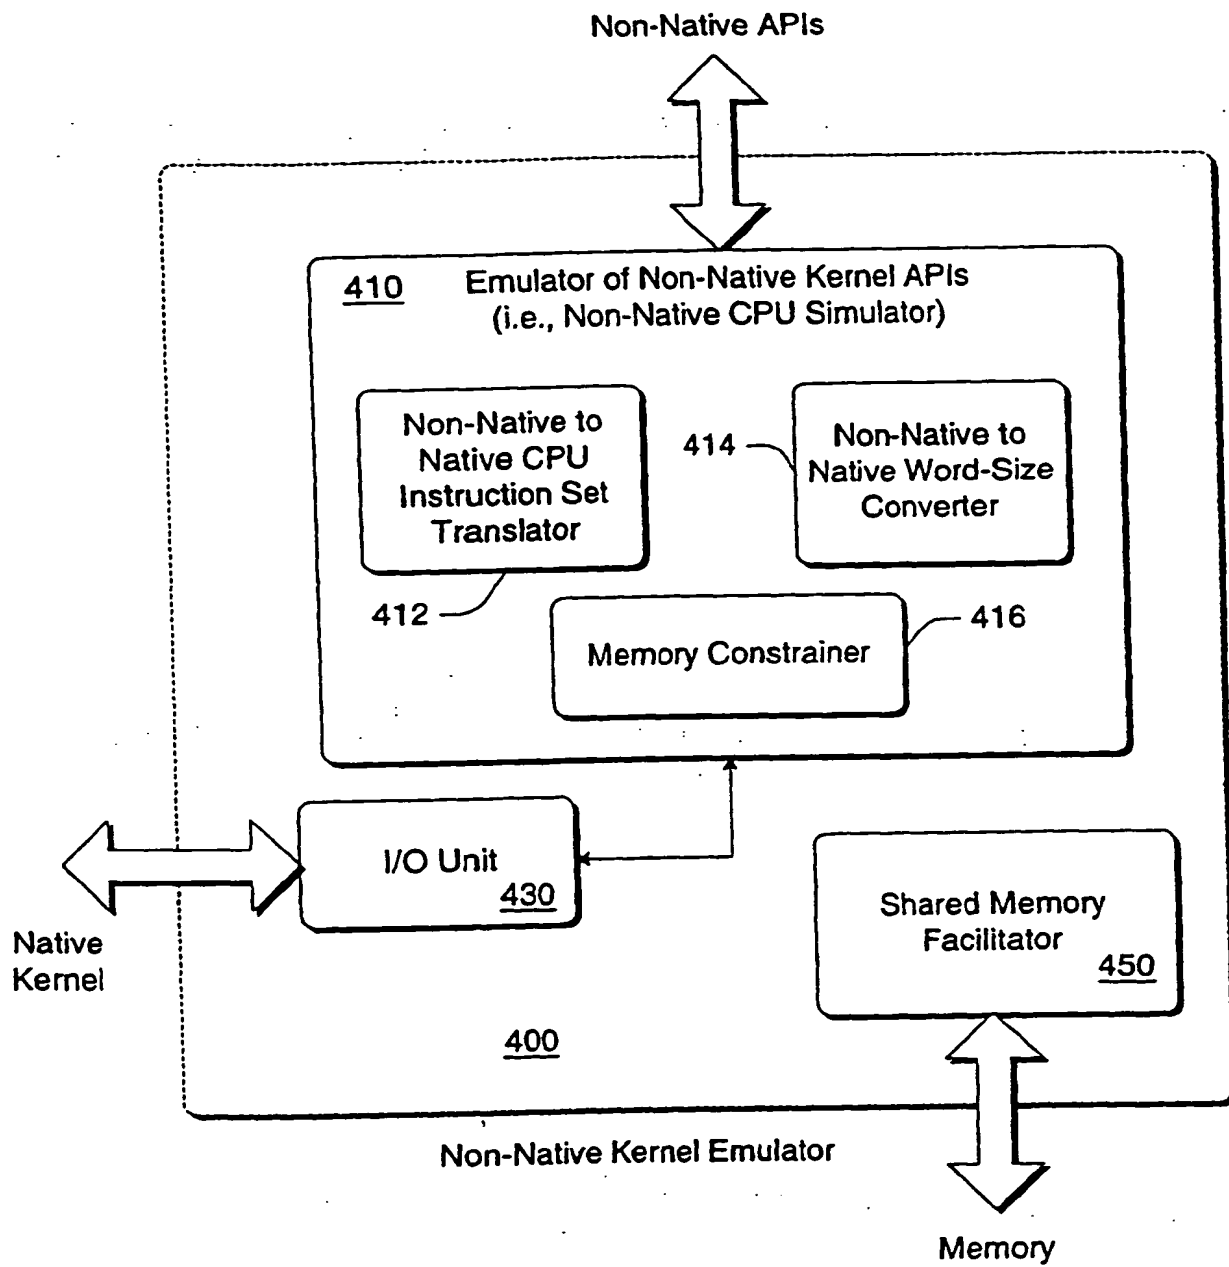 Non-Native APIs
410
Emulator of Non-Native Kernel APIs
(i.e., Non-Native CPU Simulator)
Non-Native to
Native CPU
Instruction Set
Translator
412
414
Non-Native to
Native Word-Size
Converter
Memory Constrainer
416
I/O Unit
430
Native
Kernel
Shared Memory
Facilitator
450
400
Non-Native Kernel Emulator
Memory